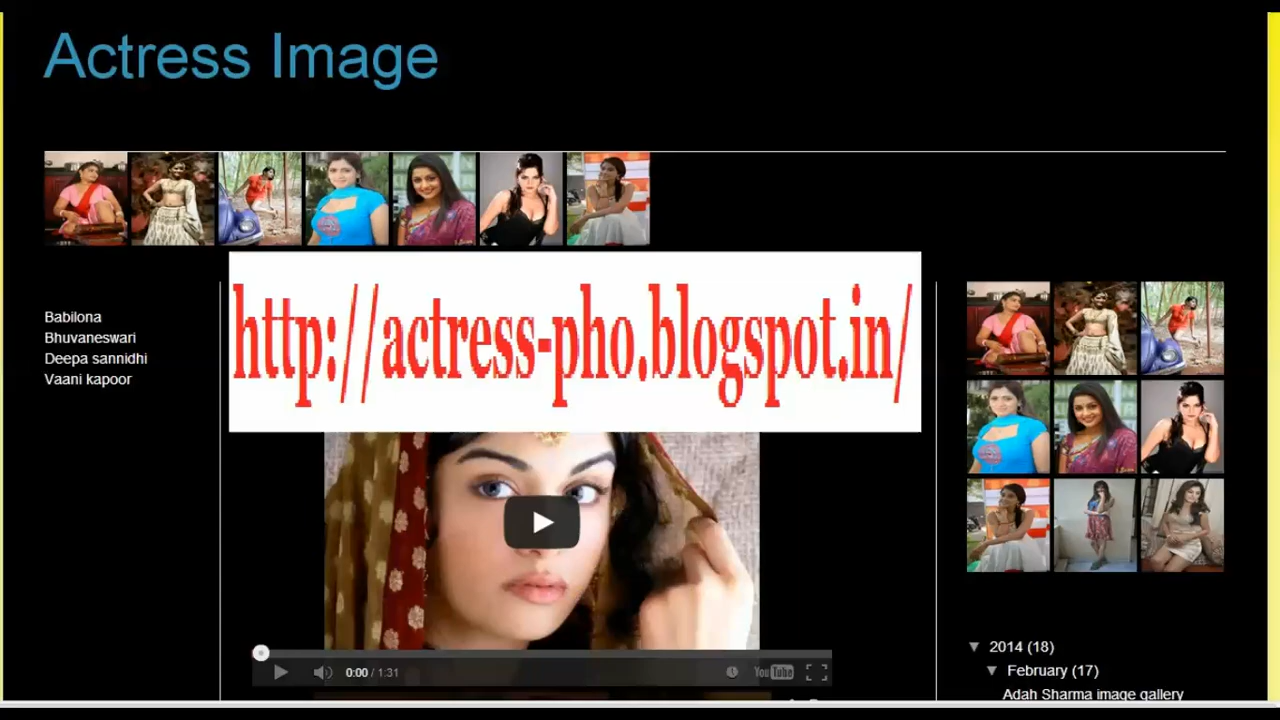 Actress Image
Babilona
Bhuvaneswari
Deepa sannidhi
Vaani kapoor
http://actress-pho.blogspot.in/
0:00 / 1:31
YouTube
2014 (18)
February (17)
Adah Sharma image gallery